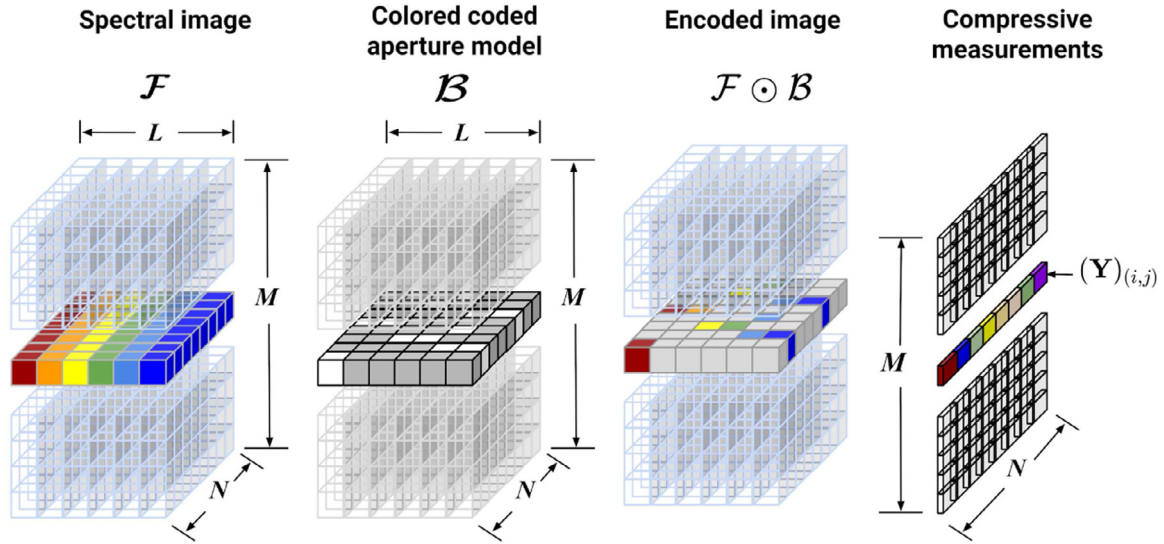 Spectral image
Colored coded
aperture model
Encoded image
Compressive
measurements
𝓕
𝓑
𝓕 ⊙ 𝓑
L
L
M
M
(Y)(i,j)
M
N
N
N